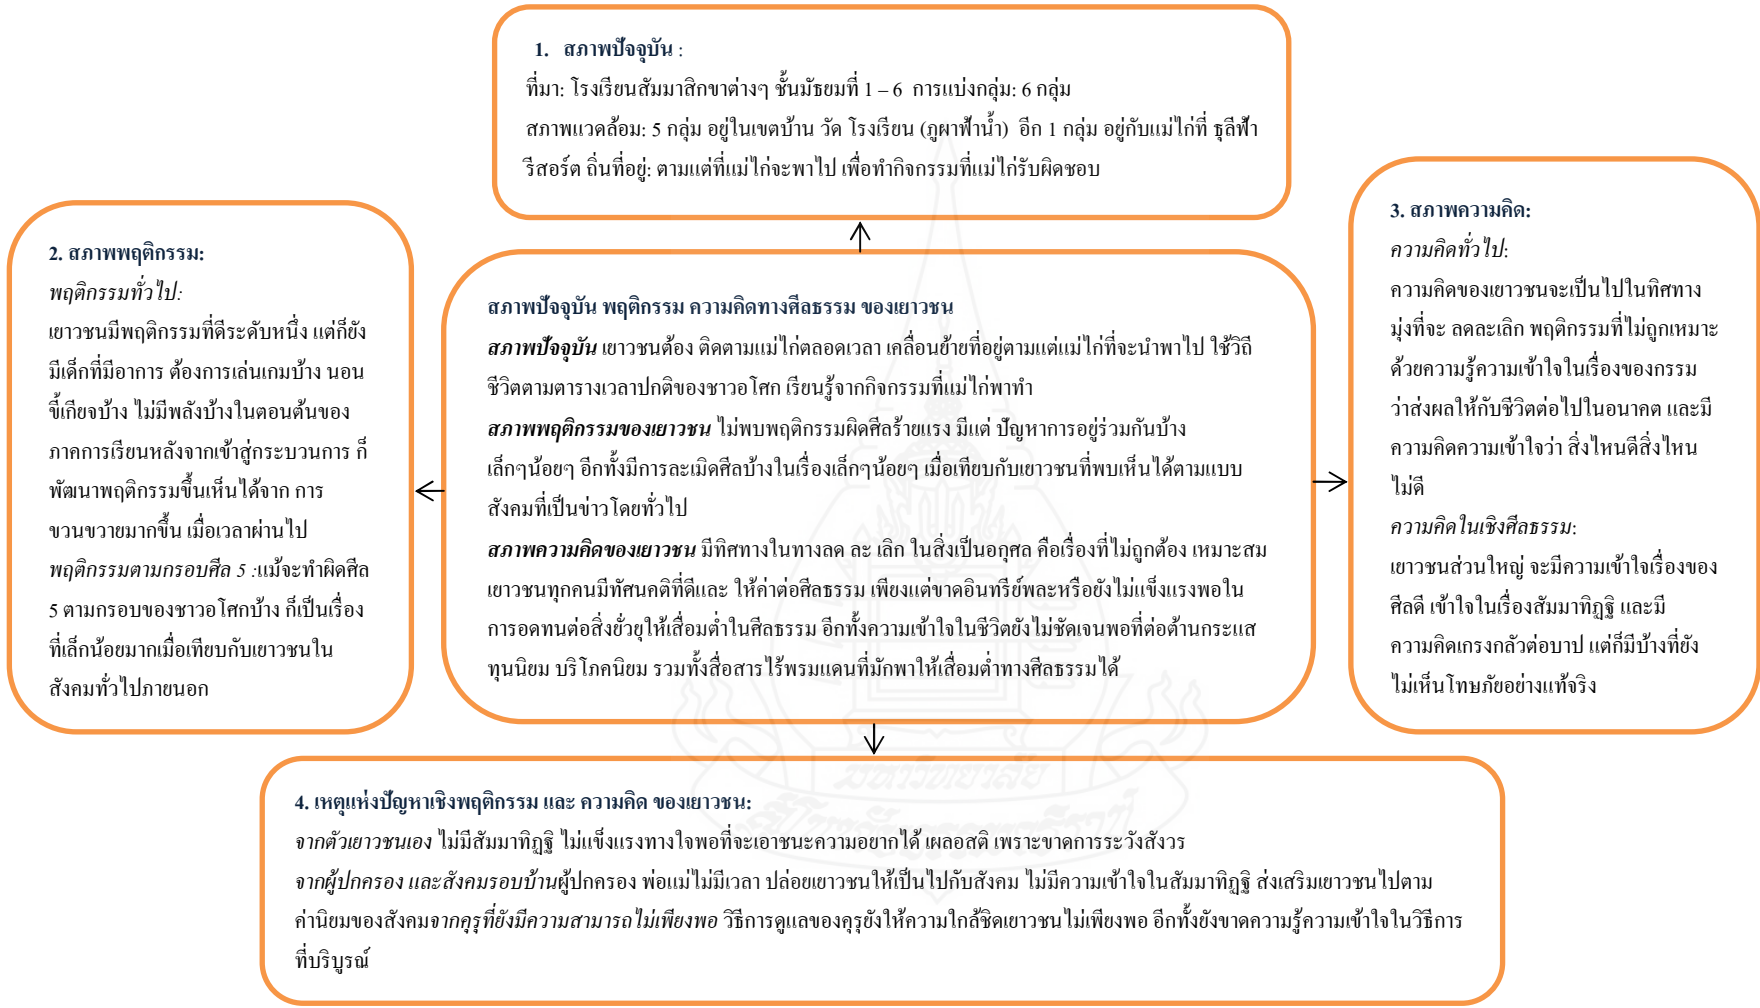 1. สภาพปัจจุบัน :
ที่มา: โรงเรียนสัมมาสิกขาต่างๆ ชั้นมัธยมที่ 1 – 6 การแบ่งกลุ่ม: 6 กลุ่ม
สภาพแวดล้อม: 5 กลุ่ม อยู่ในเขตบ้าน วัด โรงเรียน (ภูผาฟ้าน้ำ) อีก 1 กลุ่ม อยู่กับแม่ไก่ที่ ธุลีฟ้า
รีสอร์ต ถิ่นที่อยู่: ตามแต่ที่แม่ไก่จะพาไป เพื่อทำกิจกรรมที่แม่ไก่รับผิดชอบ
2. สภาพพฤติกรรม:
พฤติกรรมทั่วไป:
เยาวชนมีพฤติกรรมที่ดีระดับหนึ่ง แต่ก็ยัง
มีเด็กที่มีอาการ ต้องการเล่นเกมบ้าง นอน
ขี้เกียจบ้าง ไม่มีพลังบ้างในตอนต้นของ
ภาคการเรียนหลังจากเข้าสู่กระบวนการ ก็
พัฒนาพฤติกรรมขึ้นเห็นได้จาก การ
ขวนขวายมากขึ้น เมื่อเวลาผ่านไป
พฤติกรรมตามกรอบศีล 5 :แม้จะทำผิดศีล
5 ตามกรอบของชาวอโศกบ้าง ก็เป็นเรื่อง
ที่เล็กน้อยมากเมื่อเทียบกับเยาวชนใน
สังคมทั่วไปภายนอก
สภาพปัจจุบัน พฤติกรรม ความคิดทางศีลธรรม ของเยาวชน
สภาพปัจจุบัน เยาวชนต้อง ติดตามแม่ไก่ตลอดเวลา เคลื่อนย้ายที่อยู่ตามแต่แม่ไก่ที่จะนำพาไป ใช้วิถี
ชีวิตตามตารางเวลาปกติของชาวอโศก เรียนรู้จากกิจกรรมที่แม่ไก่พาทำ
สภาพพฤติกรรมของเยาวชน ไม่พบพฤติกรรมผิดศีลร้ายแรง มีแต่ ปัญหาการอยู่ร่วมกันบ้าง
เล็กๆน้อยๆ อีกทั้งมีการละเมิดศีลบ้างในเรื่องเล็กๆน้อยๆ เมื่อเทียบกับเยาวชนที่พบเห็นได้ตามแบบ
สังคมที่เป็นข่าวโดยทั่วไป
สภาพความคิดของเยาวชน มีทิศทางในทางลด ละ เลิก ในสิ่งเป็นอกุศล คือเรื่องที่ไม่ถูกต้อง เหมาะสม
เยาวชนทุกคนมีทัศนคติที่ดีและ ให้ค่าต่อศีลธรรม เพียงแต่ขาดอินทรีย์พละหรือยังไม่แข็งแรงพอใน
การอดทนต่อสิ่งยั่วยุให้เสื่อมต่ำในศีลธรรม อีกทั้งความเข้าใจในชีวิตยังไม่ชัดเจนพอที่ต่อต้านกระแส
ทุนนิยม บริโภคนิยม รวมทั้งสื่อสารไร้พรมแดนที่มักพาให้เสื่อมต่ำทางศีลธรรมได้
3. สภาพความคิด:
ความคิดทั่วไป:
ความคิดของเยาวชนจะเป็นไปในทิศทาง
มุ่งที่จะ ลดละเลิก พฤติกรรมที่ไม่ถูกเหมาะ
ด้วยความรู้ความเข้าใจในเรื่องของกรรม
ว่าส่งผลให้กับชีวิตต่อไปในอนาคต และมี
ความคิดความเข้าใจว่า สิ่งไหนดีสิ่งไหน
ไม่ดี
ความคิดในเชิงศีลธรรม:
เยาวชนส่วนใหญ่ จะมีความเข้าใจเรื่องของ
ศีลดี เข้าใจในเรื่องสัมมาทิฏฐิ และมี
ความคิดเกรงกลัวต่อบาป แต่ก็มีบ้างที่ยัง
ไม่เห็นโทษภัยอย่างแท้จริง
4. เหตุแห่งปัญหาเชิงพฤติกรรม และ ความคิด ของเยาวชน:
จากตัวเยาวชนเอง ไม่มีสัมมาทิฏฐิ ไม่แข็งแรงทางใจพอที่จะเอาชนะความอยากได้ เผลอสติ เพราะขาดการระวังสังวร
จากผู้ปกครอง และสังคมรอบบ้านผู้ปกครอง พ่อแม่ไม่มีเวลา ปล่อยเยาวชนให้เป็นไปกับสังคม ไม่มีความเข้าใจในสัมมาทิฏฐิ ส่งเสริมเยาวชนไปตาม
ค่านิยมของสังคมจากคุรุที่ยังมีความสามารถไม่เพียงพอ วิธีการดูแลของคุรุยังให้ความใกล้ชิดเยาวชนไม่เพียงพอ อีกทั้งยังขาดความรู้ความเข้าใจในวิธีการ
ที่บริบูรณ์